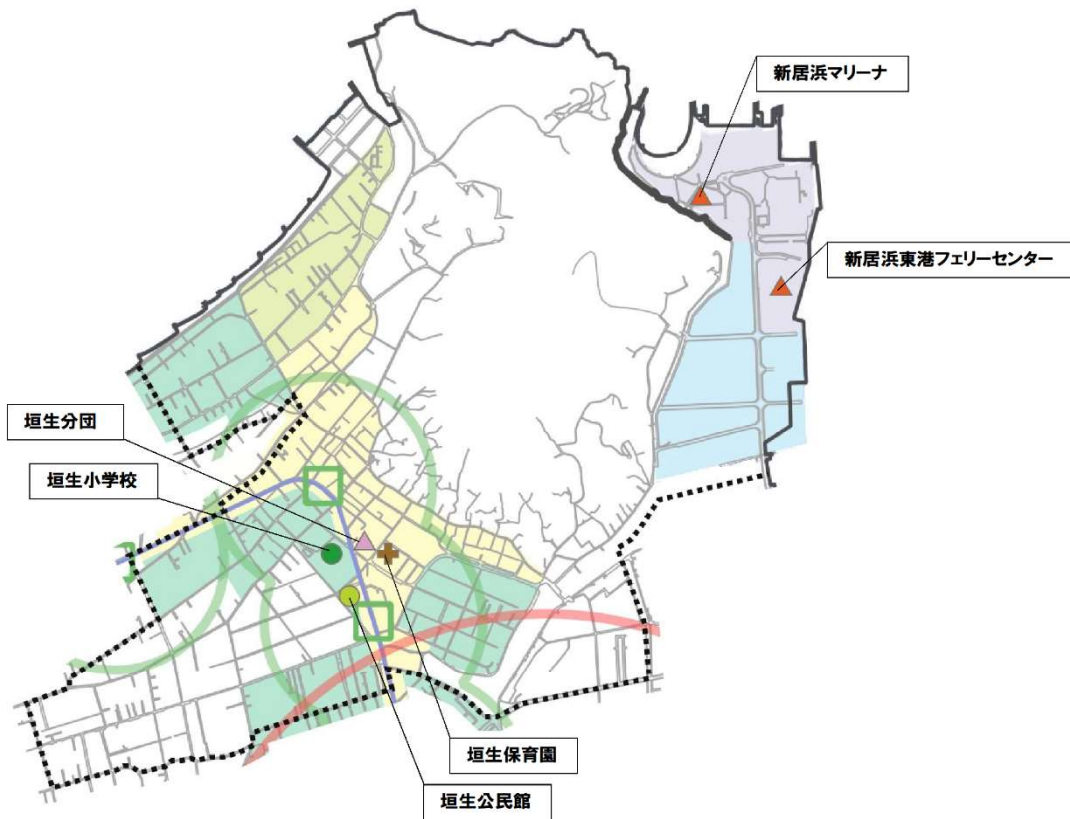 新居浜マリーナ
新居浜東港フェリーセンター
垣生分団
垣生小学校
垣生保育園
垣生公民館